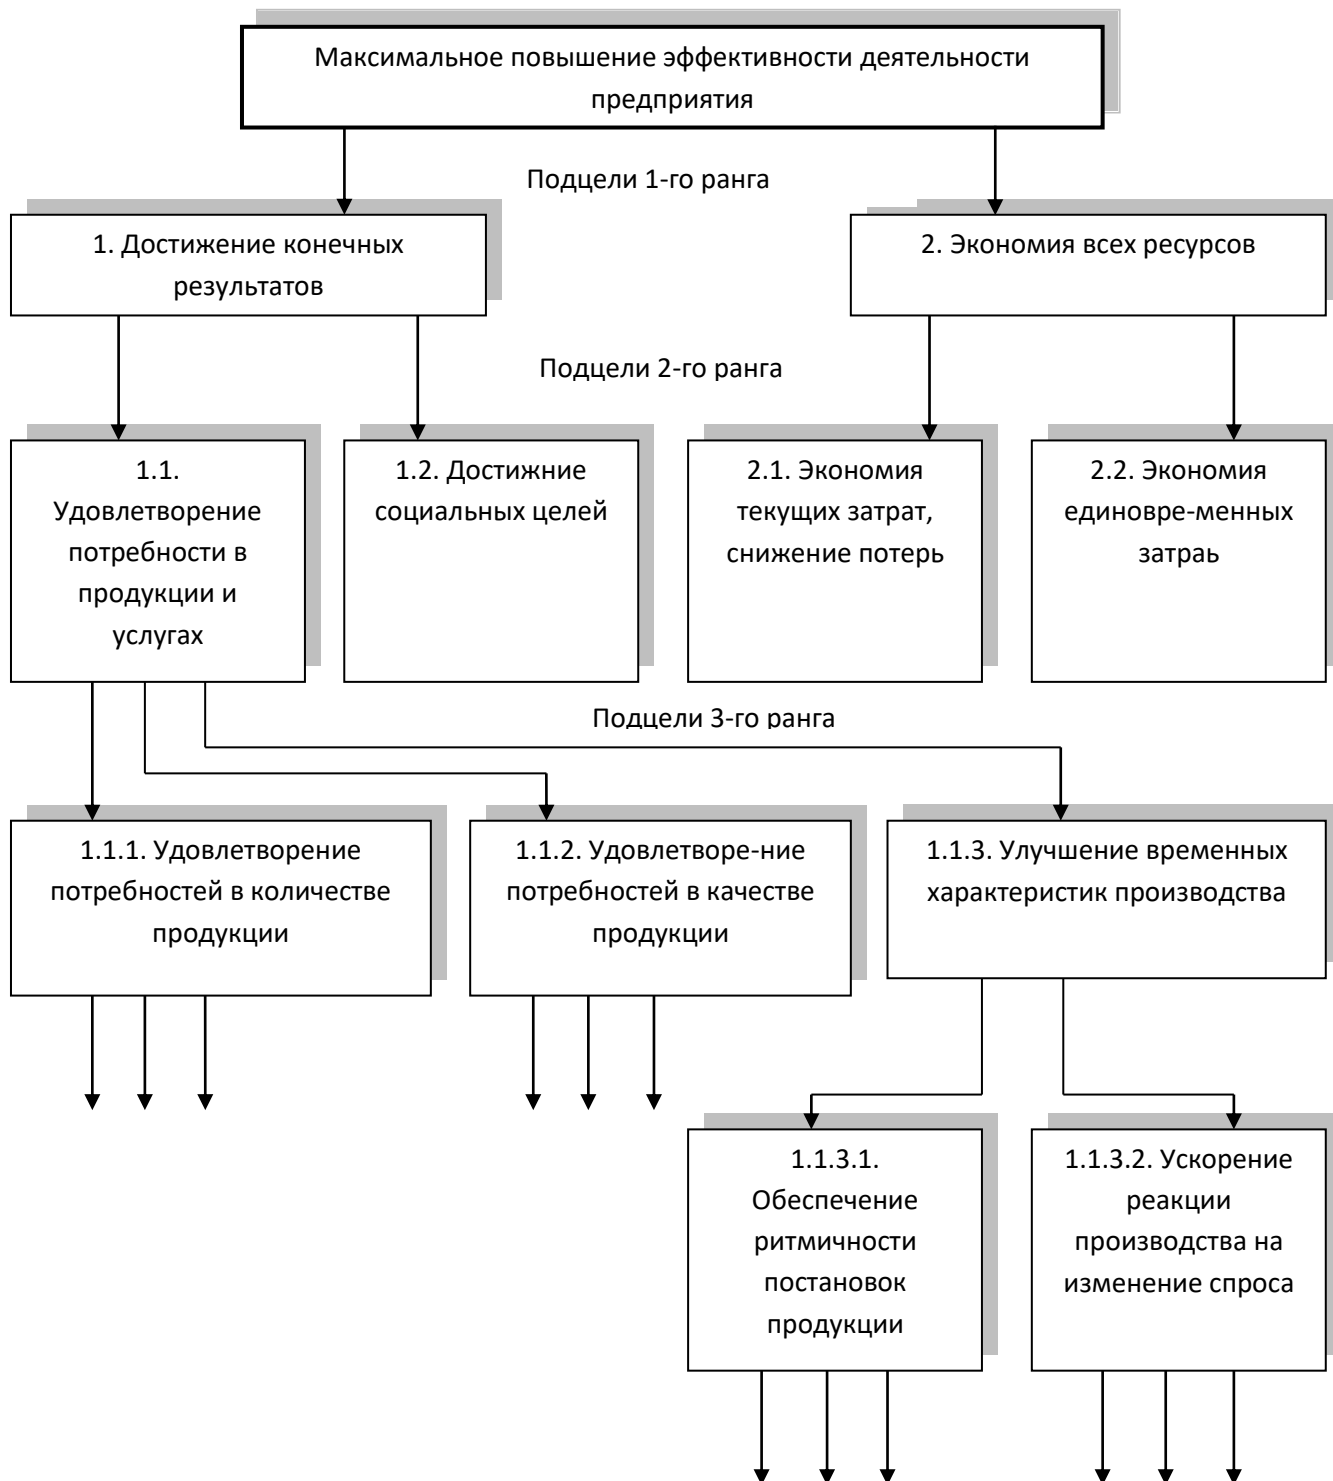 Максимальное повышение эффективности деятельности
предприятия
Подцели 1-го ранга
1. Достижение конечных
результатов
2. Экономия всех ресурсов
Подцели 2-го ранга
1.1.
Удовлетворение
потребности в
продукции и
услугах
1.2. Достижние
социальных целей
2.1. Экономия
текущих затрат,
снижение потерь
2.2. Экономия
единовре-менных
затраь
Подцели 3-го ранга
1.1.1. Удовлетворение
потребностей в количестве
продукции
1.1.2. Удовлетворе-ние
потребностей в качестве
продукции
1.1.3. Улучшение временных
характеристик производства
1.1.3.1.
Обеспечение
ритмичности
постановок
продукции
1.1.3.2. Ускорение
реакции
производства на
изменение спроса